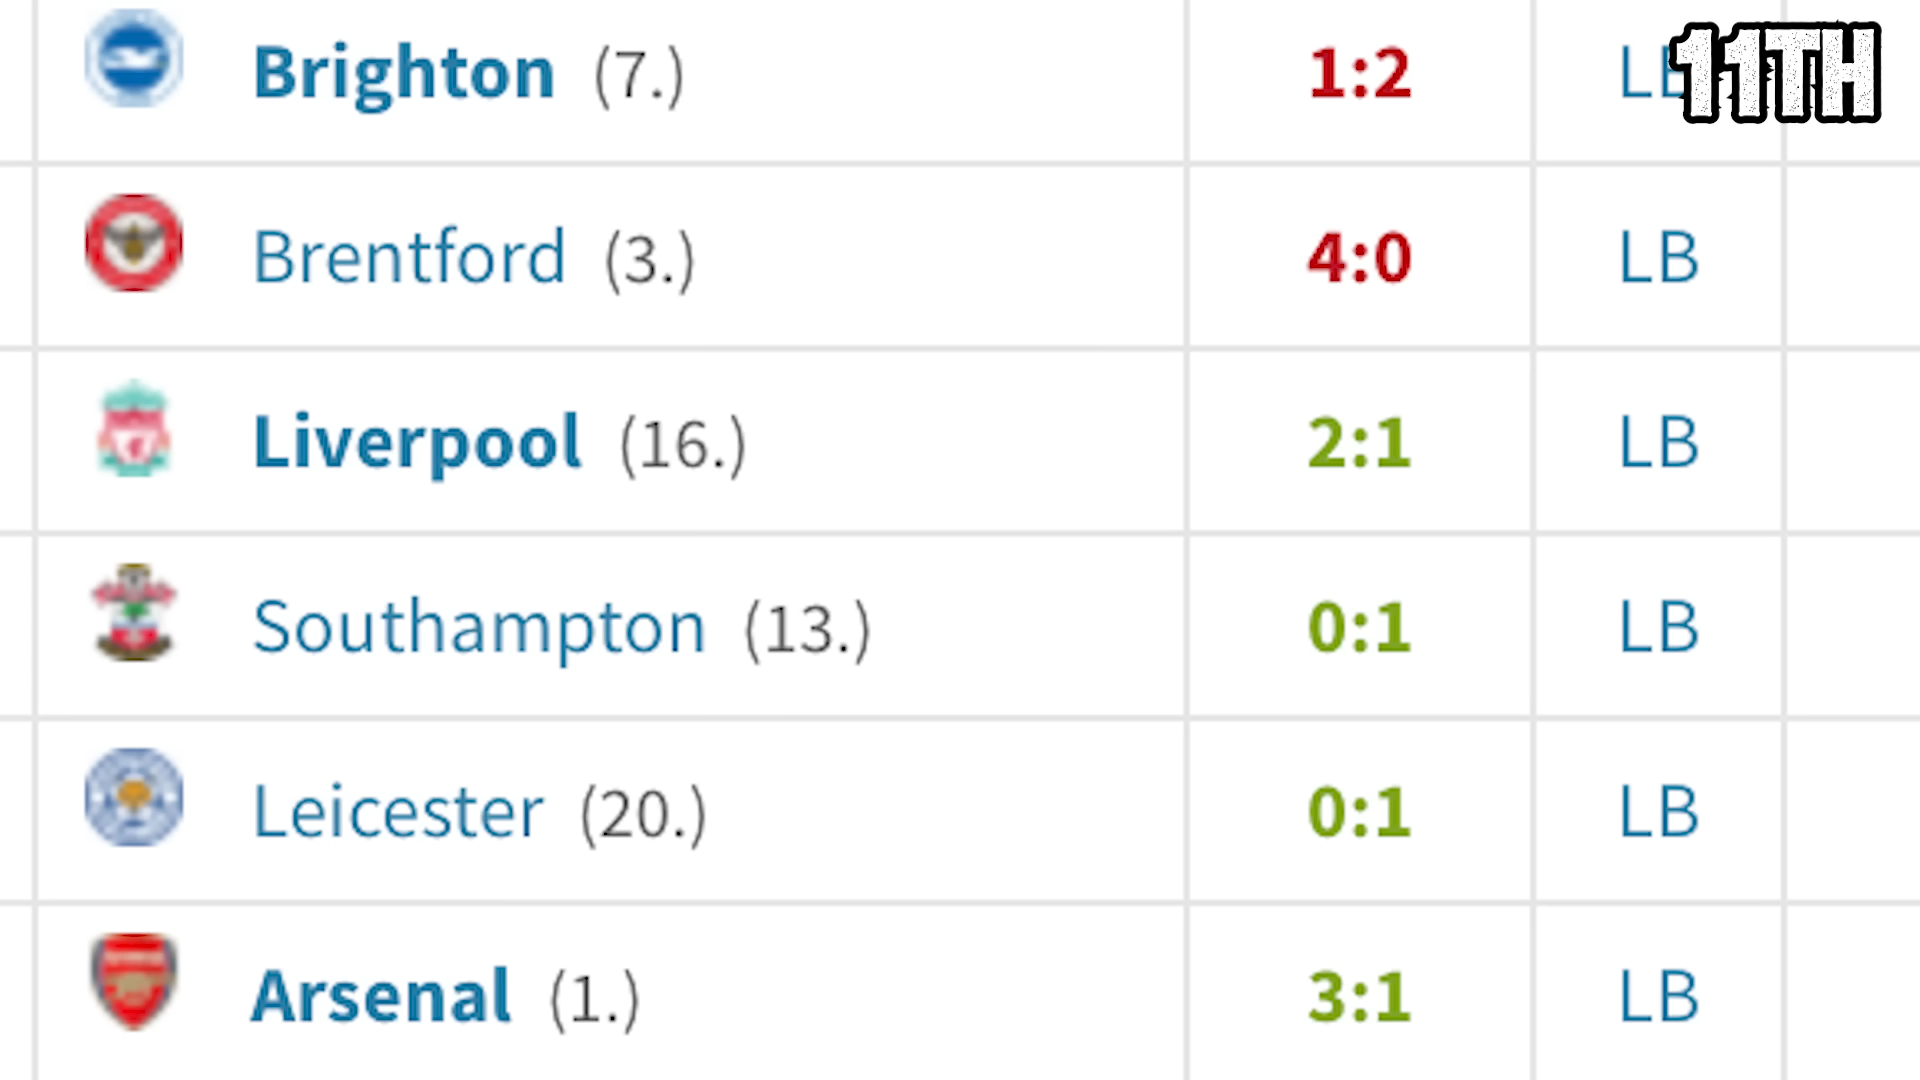 Brighton (7.) 1:2 LB 11TH
Brentford (3.) 4:0 LB
Liverpool (16.) 2:1 LB
Southampton (13.) 0:1 LB
Leicester (20.) 0:1 LB
Arsenal (1.) 3:1 LB